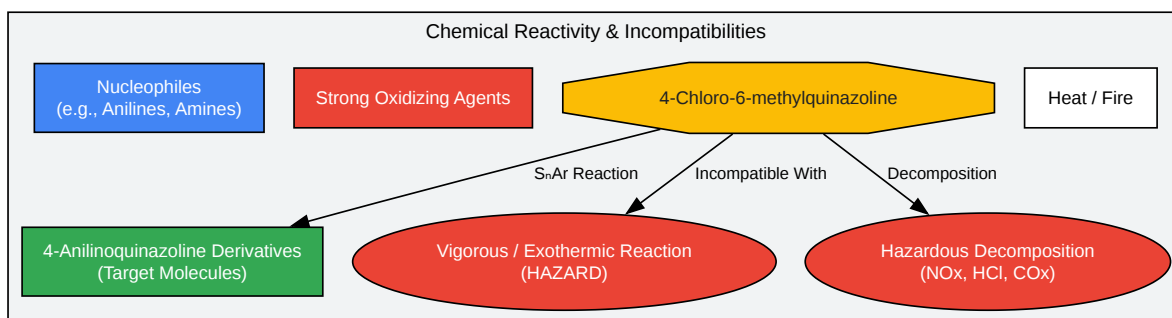 Chemical Reactivity & Incompatibilities
Nucleophiles
(e.g., Anilines, Amines)
Strong Oxidizing Agents
4-Chloro-6-methylquinazoline
Heat / Fire
SₙAr Reaction
Incompatible With
Decomposition
4-Anilinoquinazoline Derivatives
(Target Molecules)
Vigorous / Exothermic Reaction
(HAZARD)
Hazardous Decomposition
(NOx, HCl, COx)